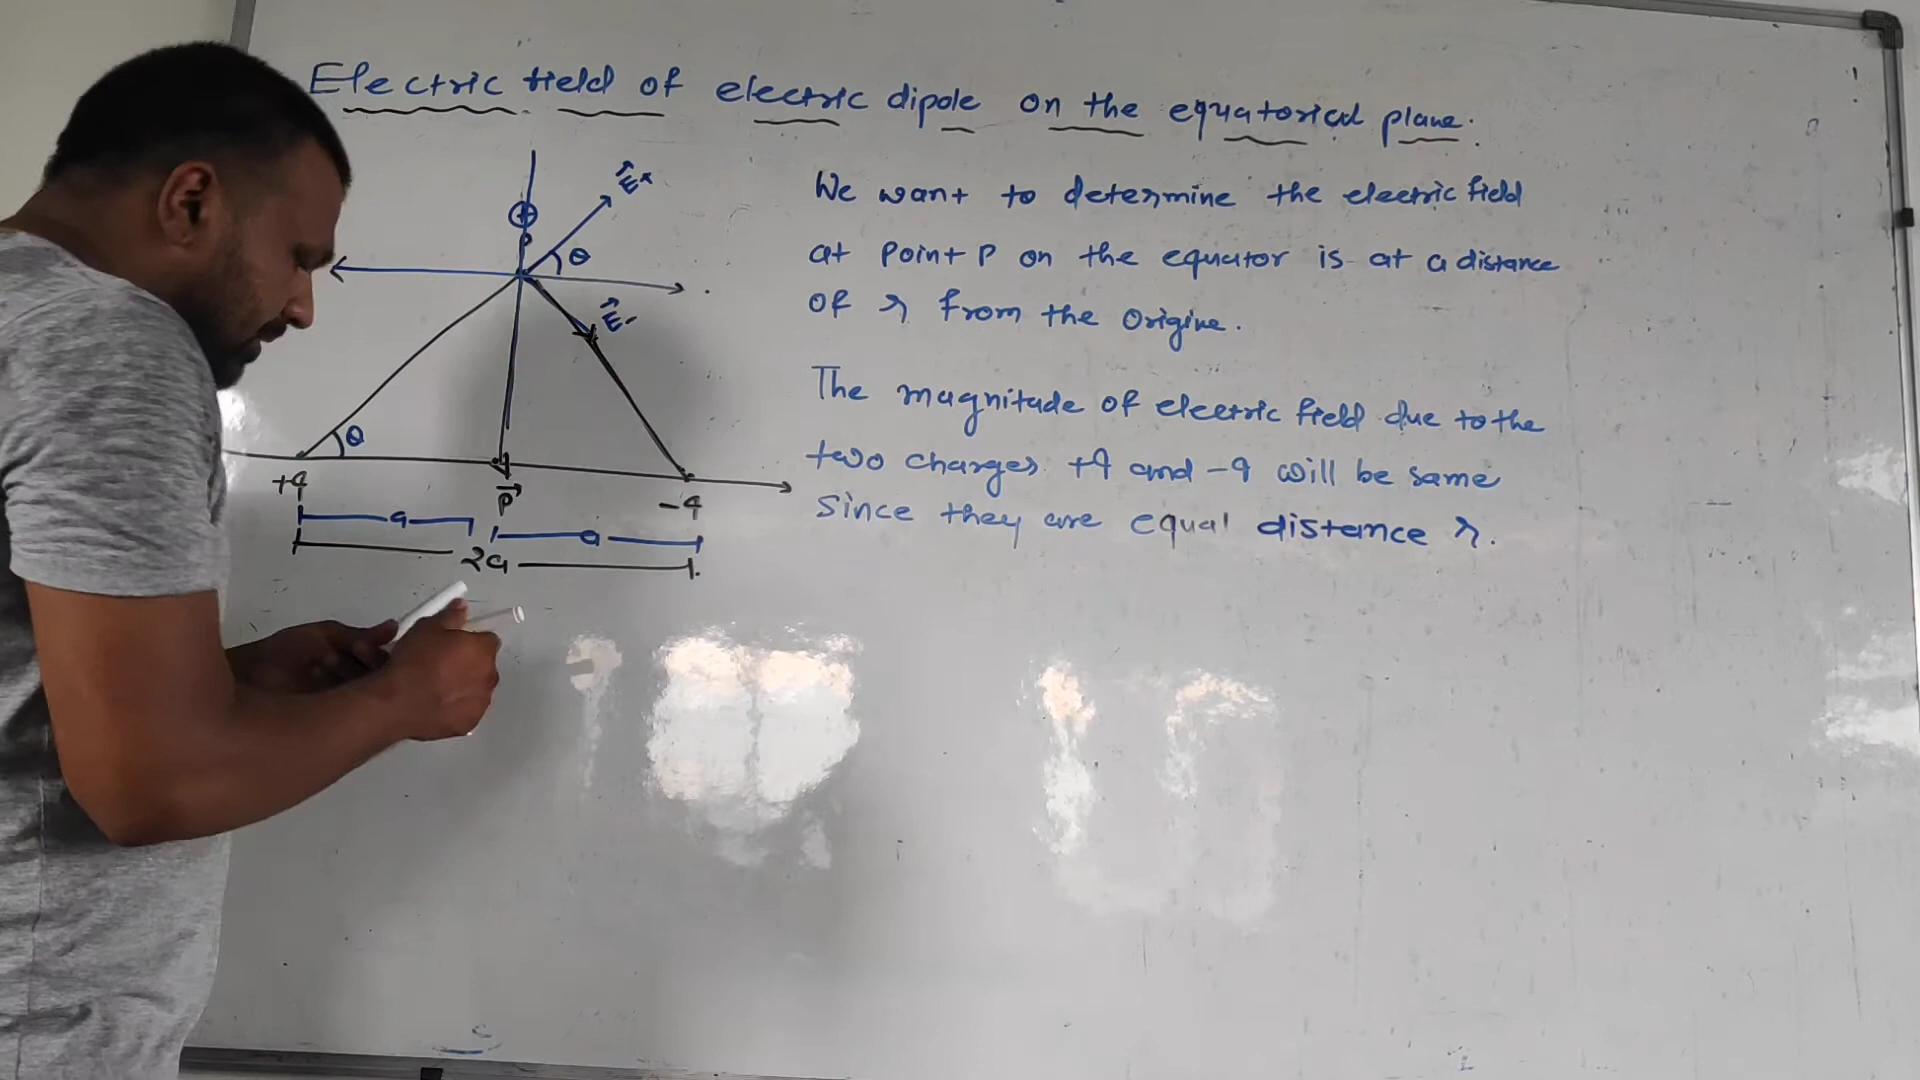 Electric field of electric dipole on the equatorial plane.
E+
P
θ
E-
θ
+q
P
-q
a
a
2a
We want to determine the electric field
at point P on the equator is at a distance
of r from the origine.
The magnitude of electric field due to the
two charges +q and -q will be same
since they are equal distance r.